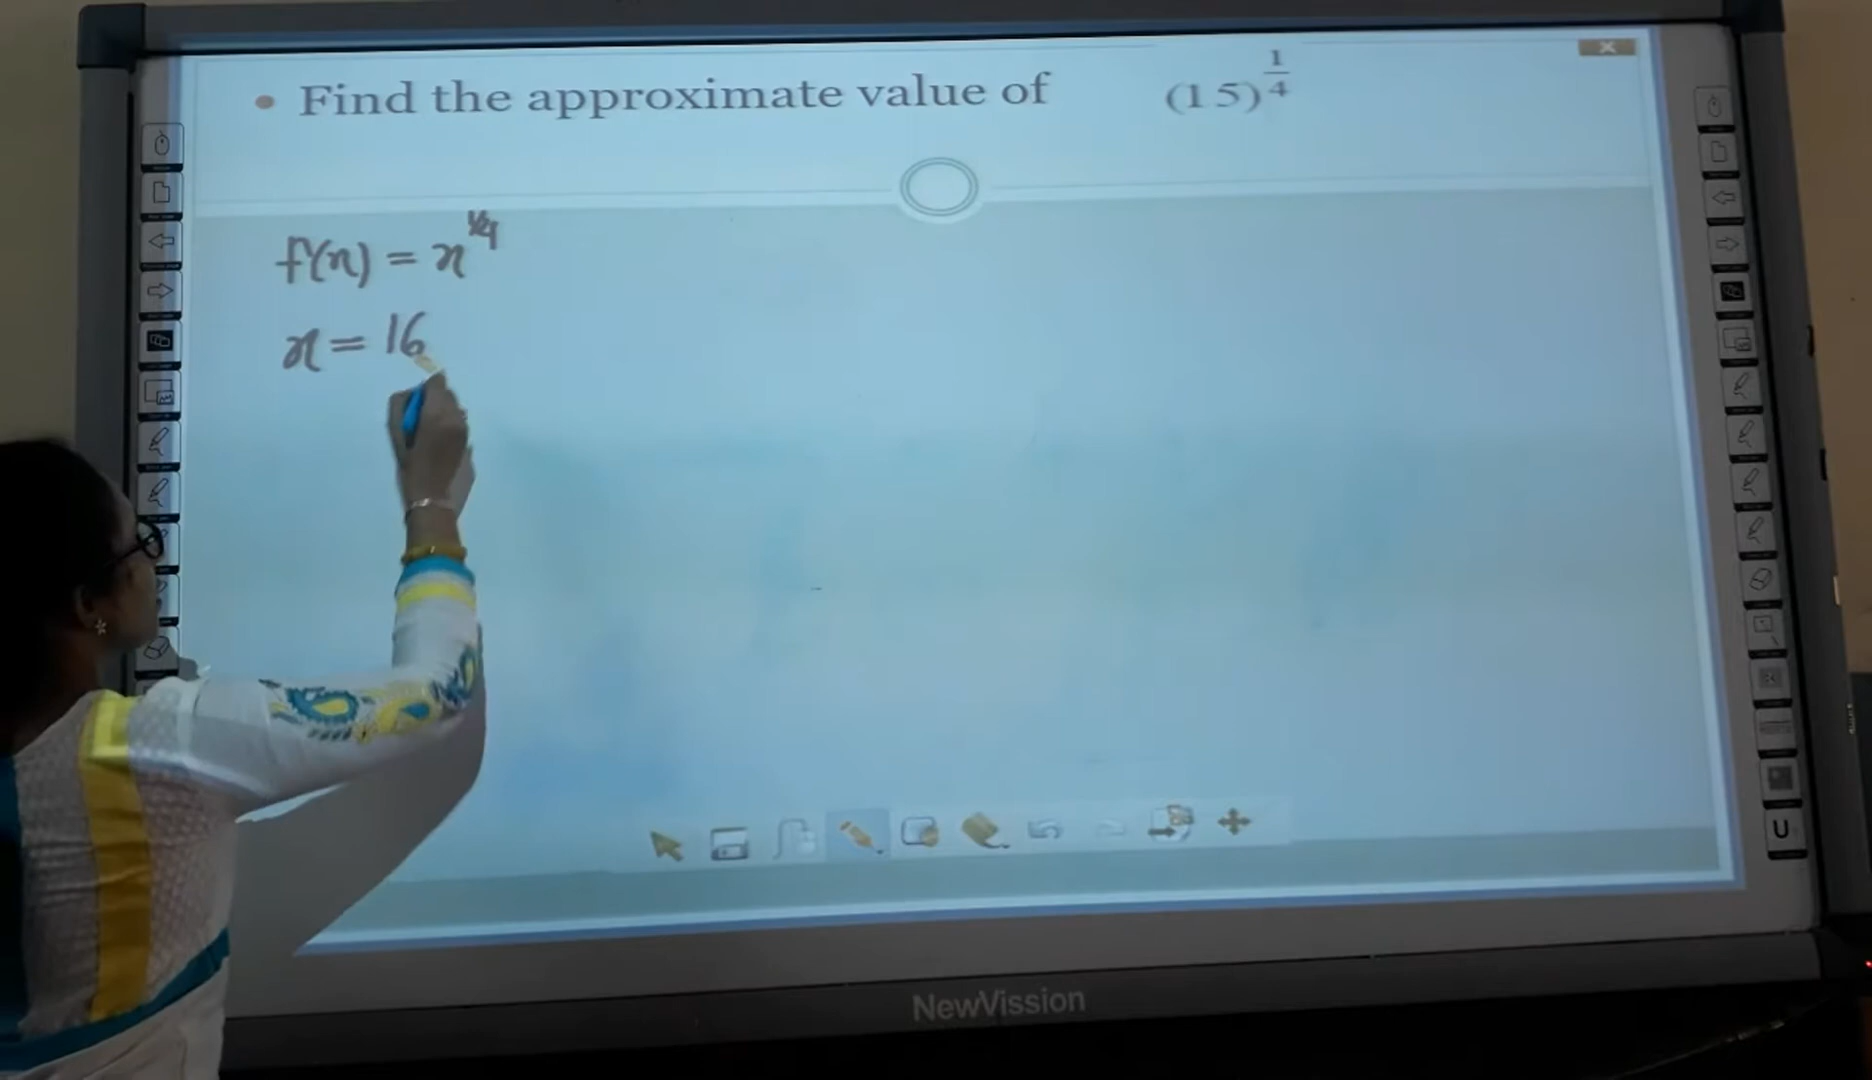 • Find the approximate value of (15)^{1/4}
f(x) = x^{1/4}
x = 16
NewVission